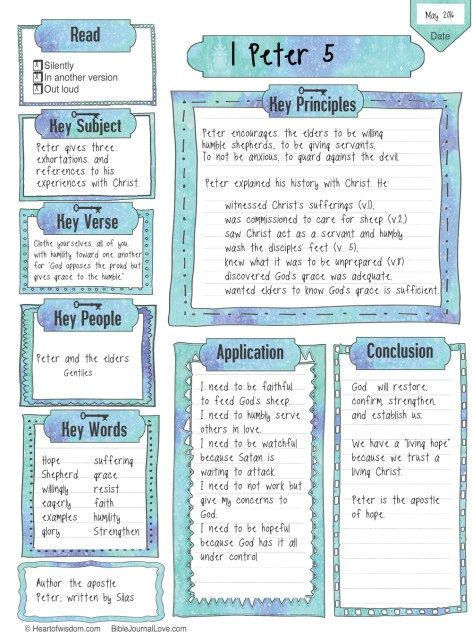 May 2016
Date
1 Peter 5
Read
Silently
In another version
Out loud
Key Subject
Peter gives three
exhortations, and
references to his
experiences with Christ.
Key Verse
Clothe yourselves, all of you,
with humility toward one another
for "God opposes the proud but
gives grace to the humble."
Key People
Peter and the elders
Gentiles
Key Words
Hope suffering
Shepherd grace
willingly resist
eagerly faith
examples humility
glory Strengthen
Author the apostle
Peter; written by Silas
Key Principles
Peter encourages the elders to be willing
humble shepherds, to be giving servants,
To not be anxious, to guard against the devil.
Peter explained his history with Christ. He:
witnessed Christ's sufferings (v.1),
was commissioned to care for sheep (v.2,)
saw Christ act as a servant and humbly
wash the disciples' feet (v. 5),
knew what it was to be unprepared (v.8)
discovered God's grace was adequate,
wanted elders to know God's grace is sufficient.
Application
I need to be faithful
to feed God's sheep.
I need to humbly serve
others in love.
I need to be watchful
because Satan is
waiting to attack.
I need to not work but
give my concerns to
God.
I need to be hopeful
because God has it all
under control
Conclusion
God will restore,
confirm, strengthen,
and establish us.
We have a "living hope"
because we trust a
living Christ.
Peter is the apostle
of hope.
© Heartofwisdom.com BibleJournalLove.com